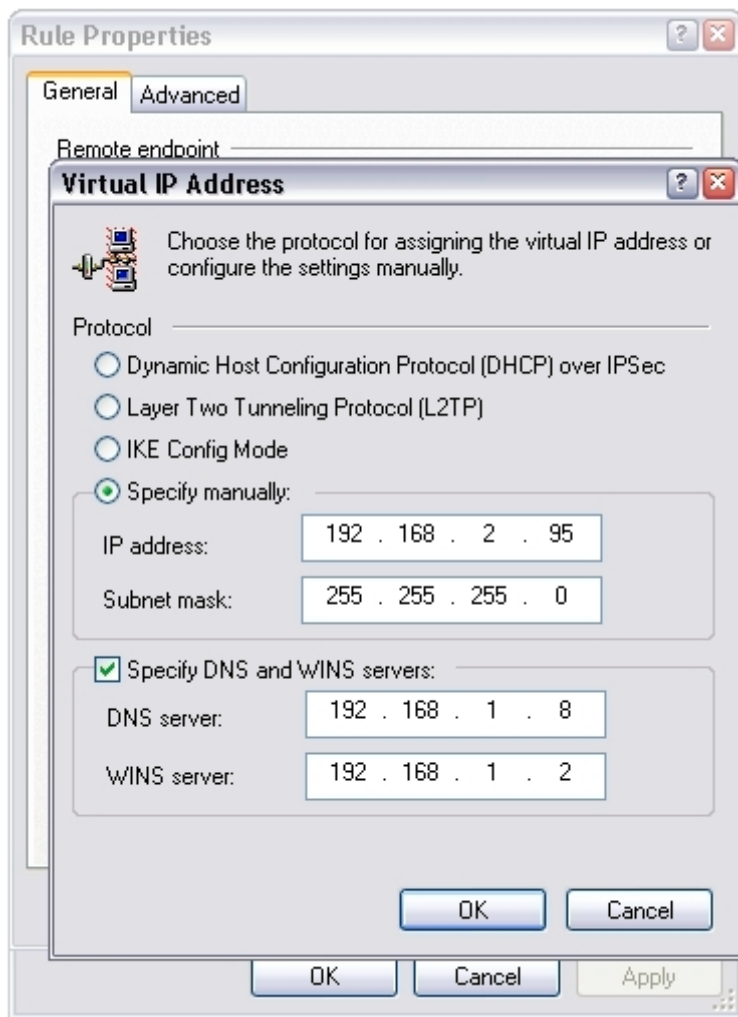 Rule Properties
General Advanced
Remote endpoint
Virtual IP Address
Choose the protocol for assigning the virtual IP address or
configure the settings manually.
Protocol
Dynamic Host Configuration Protocol (DHCP) over IPSec
Layer Two Tunneling Protocol (L2TP)
IKE Config Mode
Specify manually:
IP address: 192 . 168 . 2 . 95
Subnet mask: 255 . 255 . 255 . 0
Specify DNS and WINS servers:
DNS server: 192 . 168 . 1 . 8
WINS server: 192 . 168 . 1 . 2
OK Cancel
OK Cancel Apply